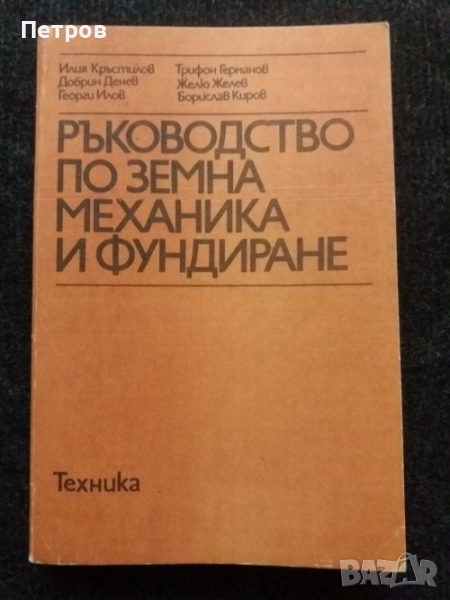 Петров
Илия Кръстилов Трифон Германов
Добрин Денев Желю Желев
Георги Илов Борислав Киров
РЪКОВОДСТВО
ПО ЗЕМНА
МЕХАНИКА
И ФУНДИРАНЕ
Техника
BAZAR